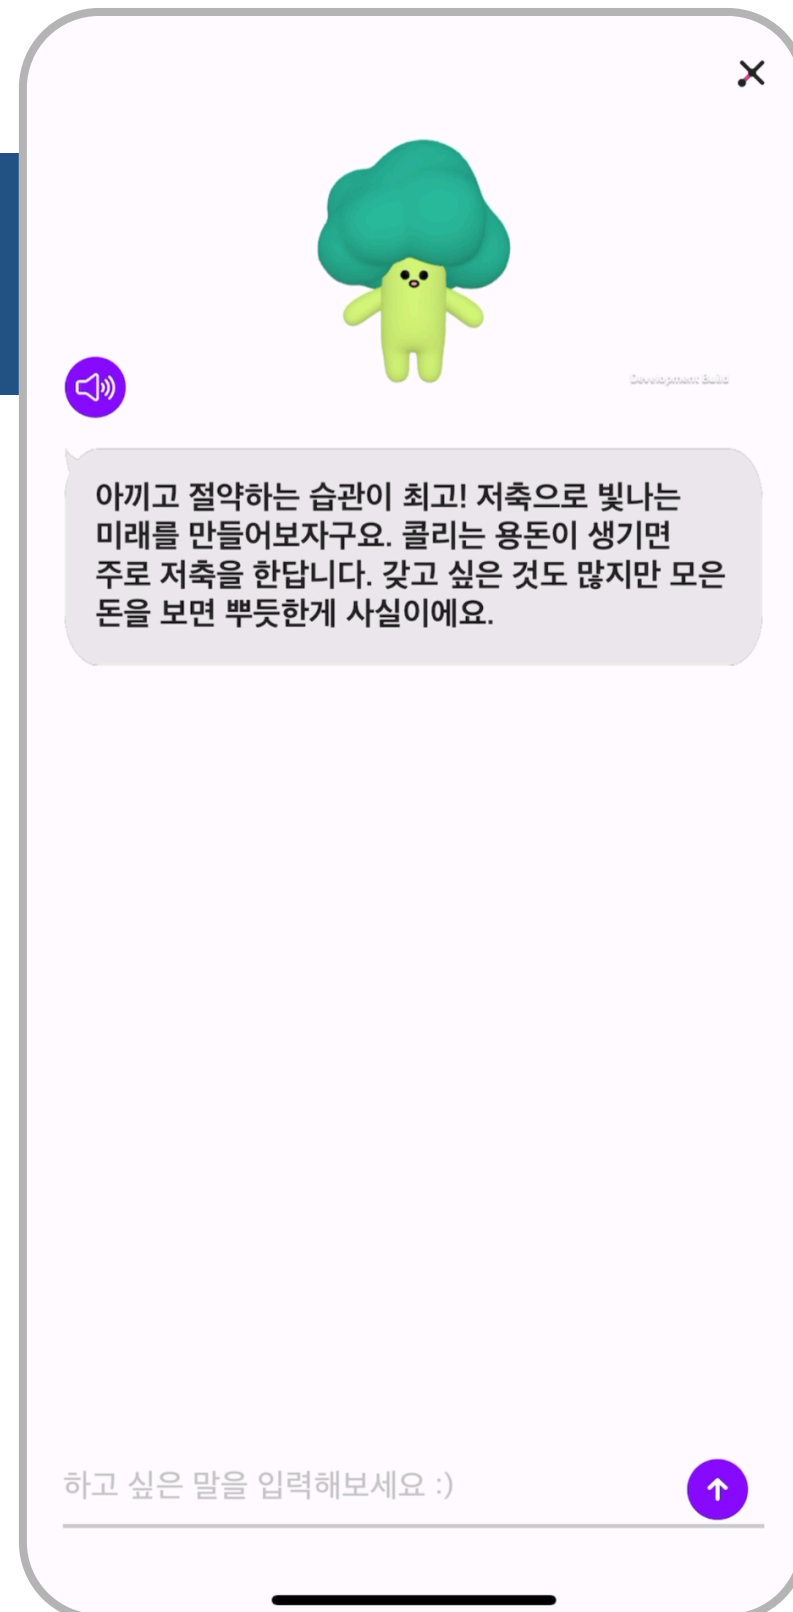 Development Build
아끼고 절약하는 습관이 최고! 저축으로 빛나는
미래를 만들어보자구요. 콜리는 용돈이 생기면
주로 저축을 한답니다. 갖고 싶은 것도 많지만 모은
돈을 보면 뿌듯한게 사실이에요.
하고 싶은 말을 입력해보세요 :)